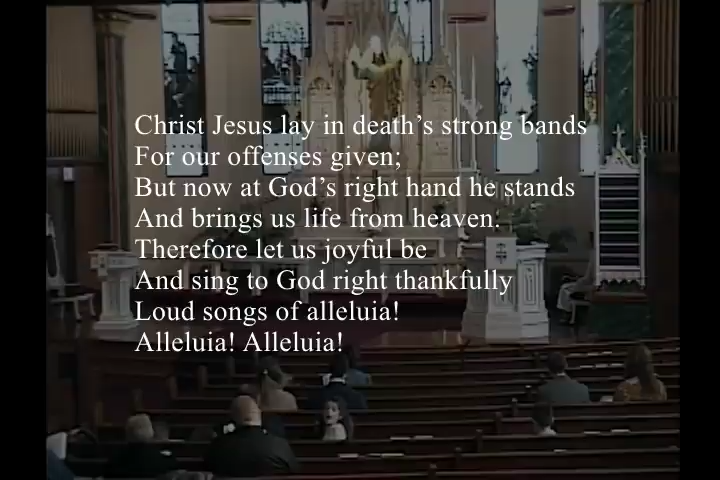 Christ Jesus lay in death’s strong bands
For our offenses given;
But now at God’s right hand he stands
And brings us life from heaven.
Therefore let us joyful be
And sing to God right thankfully
Loud songs of alleluia!
Alleluia! Alleluia!